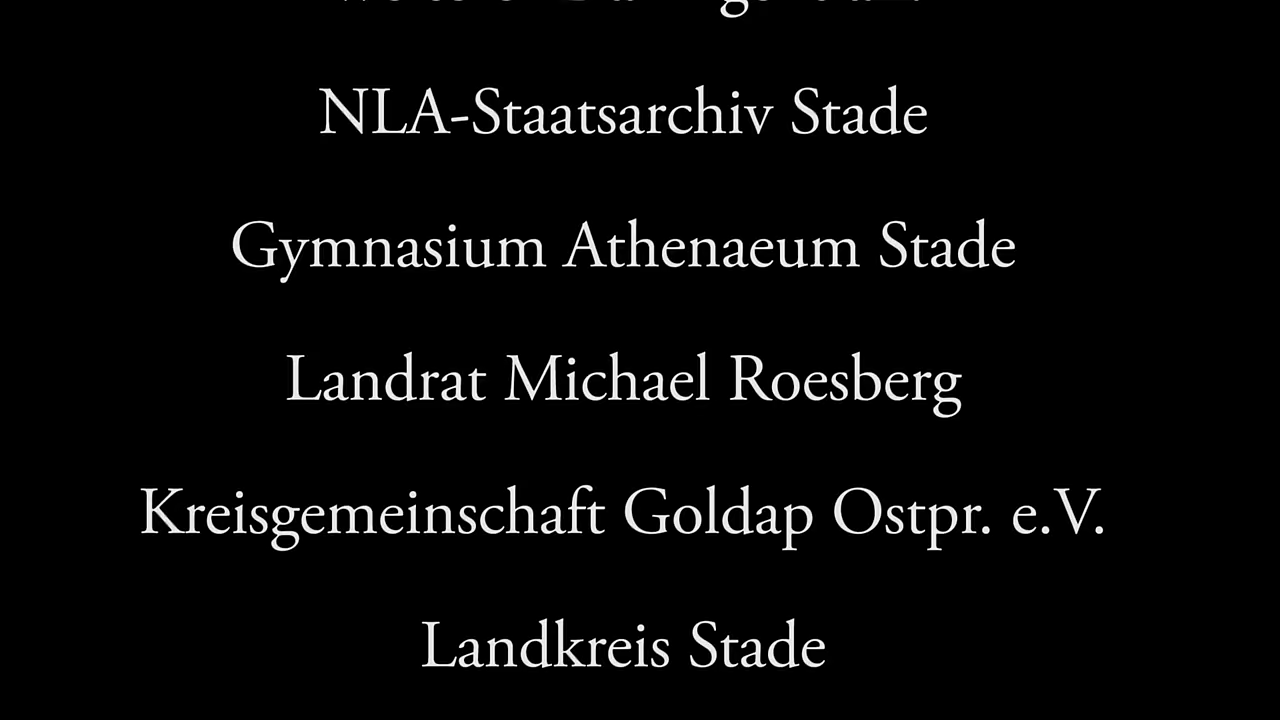 NLA-Staatsarchiv Stade
Gymnasium Athenaeum Stade
Landrat Michael Roesberg
Kreisgemeinschaft Goldap Ostpr. e.V.
Landkreis Stade